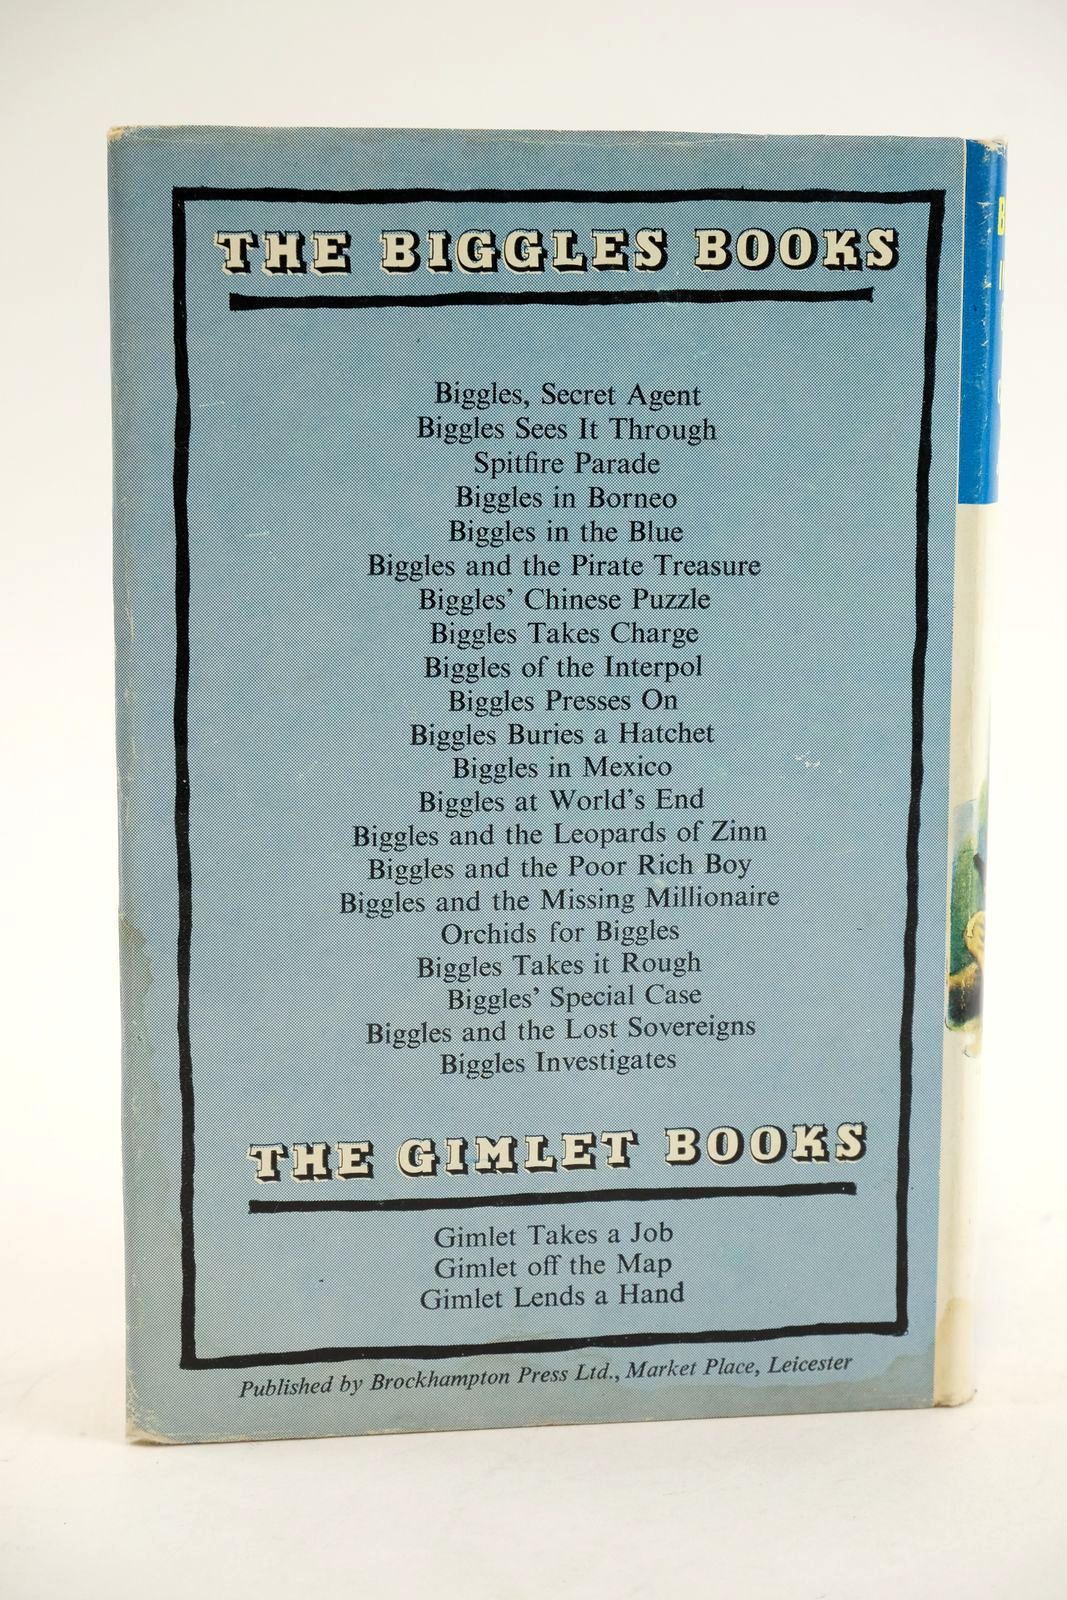 THE BIGGLES BOOKS
Biggles, Secret Agent
Biggles Sees It Through
Spitfire Parade
Biggles in Borneo
Biggles in the Blue
Biggles and the Pirate Treasure
Biggles' Chinese Puzzle
Biggles Takes Charge
Biggles of the Interpol
Biggles Presses On
Biggles Buries a Hatchet
Biggles in Mexico
Biggles at World's End
Biggles and the Leopards of Zinn
Biggles and the Poor Rich Boy
Biggles and the Missing Millionaire
Orchids for Biggles
Biggles Takes it Rough
Biggles' Special Case
Biggles and the Lost Sovereigns
Biggles Investigates
THE GIMLET BOOKS
Gimlet Takes a Job
Gimlet off the Map
Gimlet Lends a Hand
Published by Brockhampton Press Ltd., Market Place, Leicester